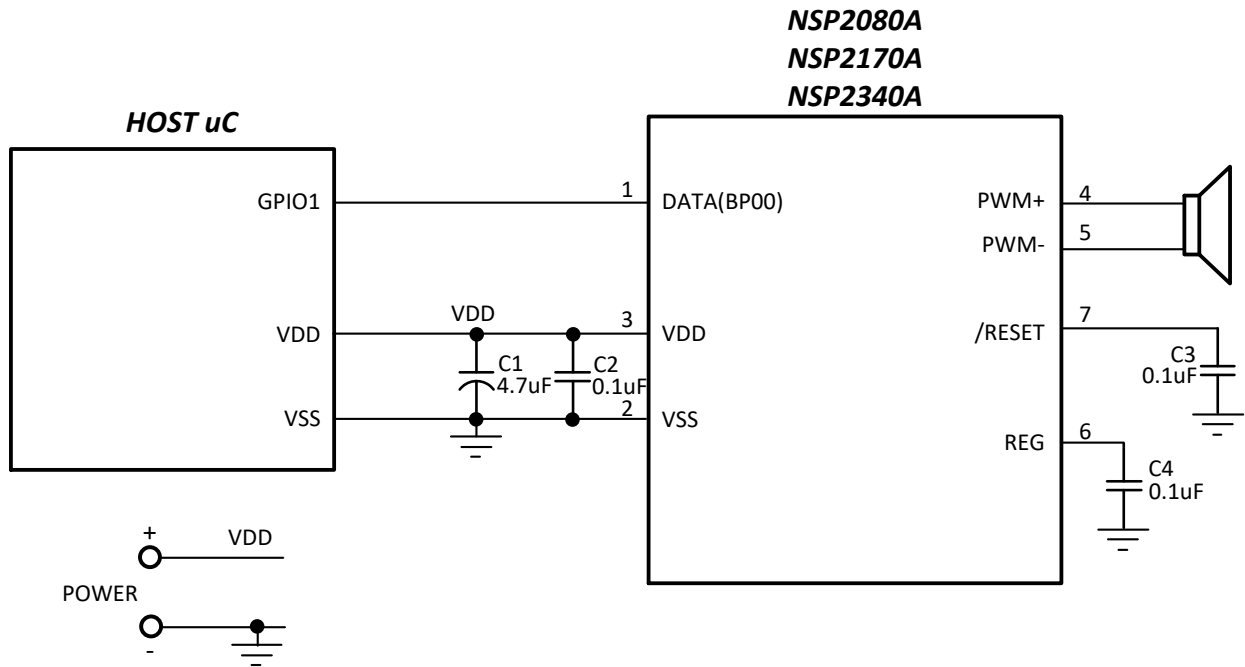 NSP2080A
NSP2170A
NSP2340A
HOST uC
GPIO1
1
DATA(BP00)
PWM+
4
PWM-
5
VDD
VDD
3
VDD
/RESET
7
C1
4.7uF
C2
0.1uF
C3
0.1uF
VSS
2
VSS
REG
6
C4
0.1uF
+
VDD
POWER
-